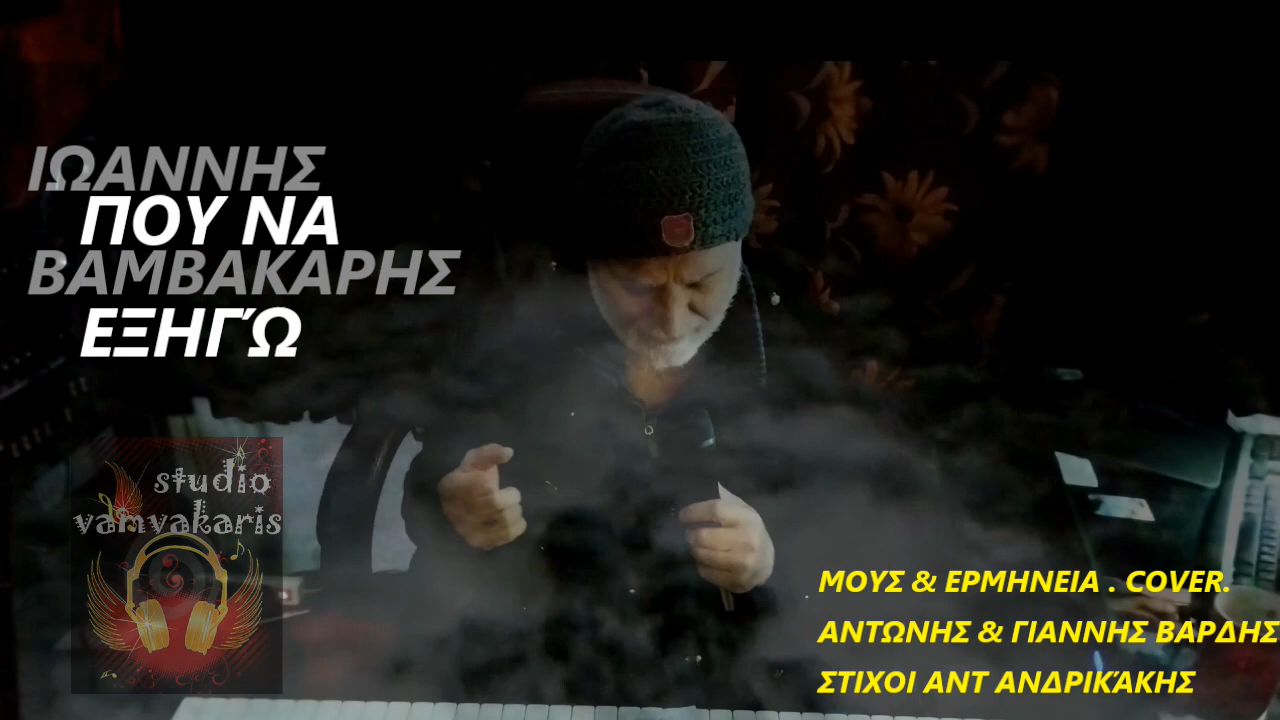 ΙΩΑΝΝΗΣ
ΠΟΥ ΝΑ
ΒΑΜΒΑΚΑΡΗΣ
ΕΞΗΓΏ
studio
vamvakaris
ΜΟΥΣ & ΕΡΜΗΝΕΙΑ . COVER.
ΑΝΤΩΝΗΣ & ΓΙΑΝΝΗΣ ΒΑΡΔΗΣ
ΣΤΙΧΟΙ ΑΝΤ ΑΝΔΡΙΚΆΚΗΣ